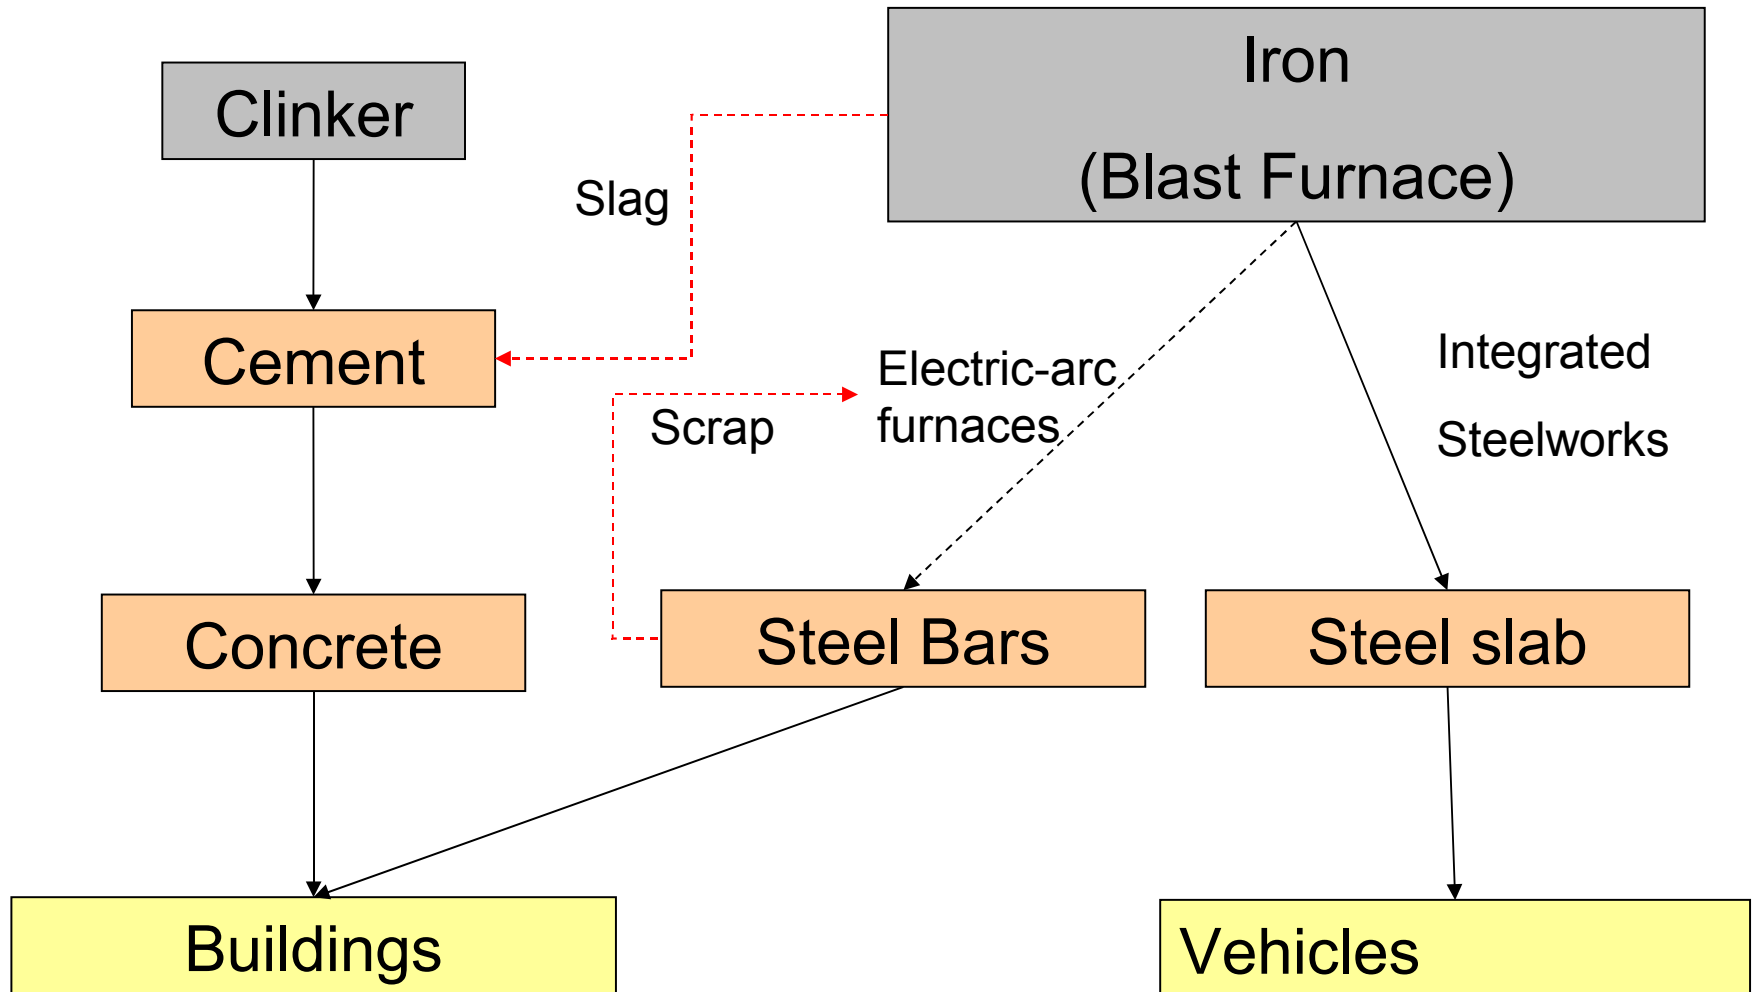 Iron
(Blast Furnace)
Clinker
Slag
Cement
Electric-arc
furnaces
Scrap
Integrated
Steelworks
Concrete
Steel Bars
Steel slab
Buildings
Vehicles